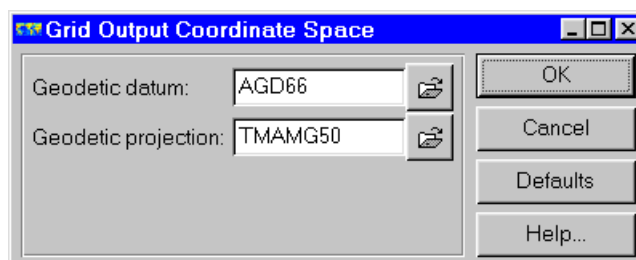 Grid Output Coordinate Space
Geodetic datum: AGD66
Geodetic projection: TMAMG50
OK
Cancel
Defaults
Help...